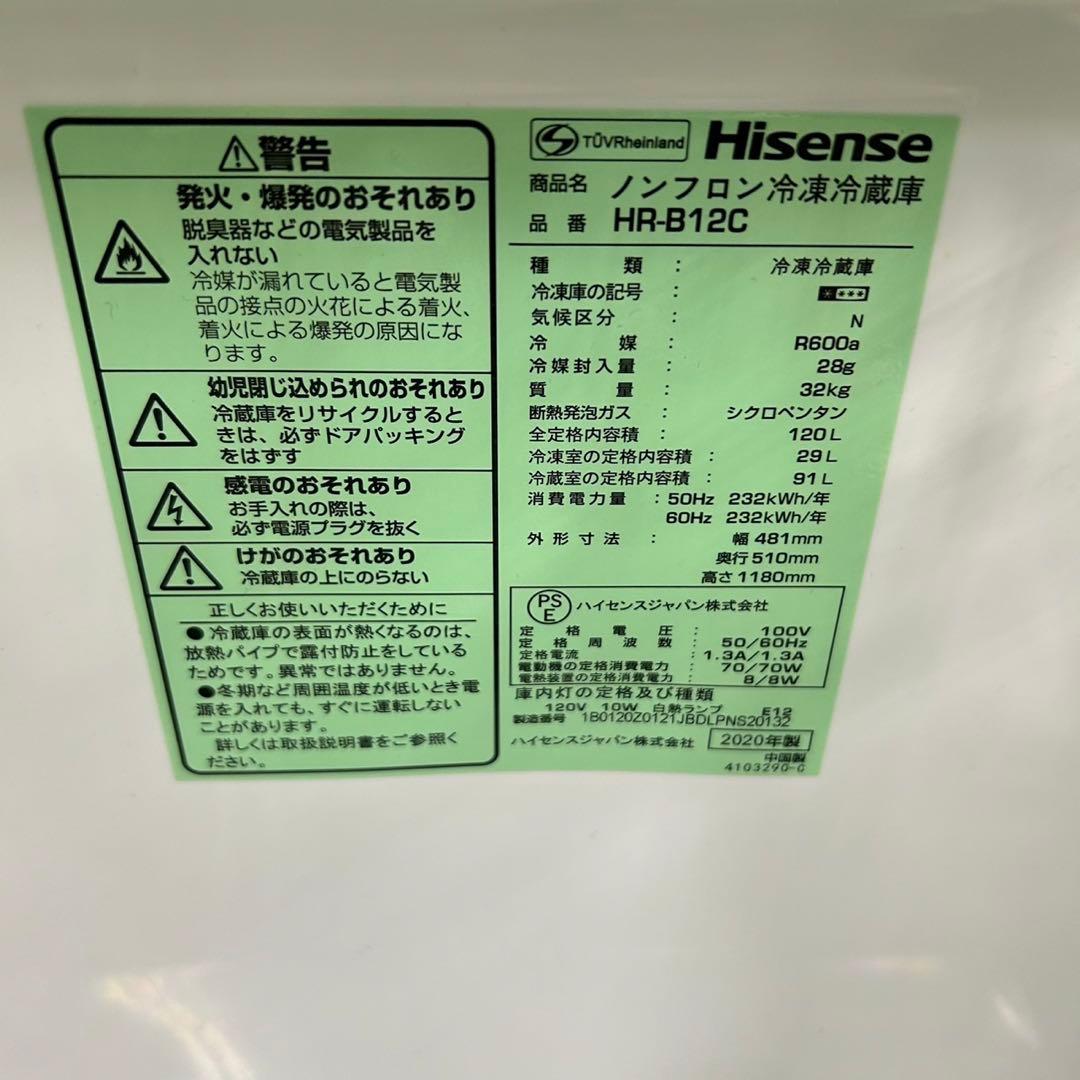 警告
発火・爆発のおそれあり
脱臭器などの電気製品を
入れない
冷媒が漏れていると電気製
品の接点の火花による着火、
着火による爆発の原因にな
ります。
幼児閉じ込められのおそれあり
冷蔵庫をリサイクルすると
きは、必ずドアパッキング
をはずす
感電のおそれあり
お手入れの際は、
必ず電源プラグを抜く
けがのおそれあり
冷蔵庫の上にのらない
正しくお使いいただくために
●冷蔵庫の表面が熱くなるのは、
放熱パイプで露付防止をしている
ためです。異常ではありません。
●冬期など周囲温度が低いとき電
源を入れても、すぐに運転しない
ことがあります。
詳しくは取扱説明書をご参照く
ださい。
TÜVRheinland Hisense
商品名 ノンフロン冷凍冷蔵庫
品番 HR-B12C
種類 : 冷凍冷蔵庫
冷凍庫の記号 : ****​*
気候区分 : N
冷媒 : R600a
冷媒封入量 : 28g
質量 : 32kg
断熱発泡ガス : シクロペンタン
全定格内容積 : 120L
冷凍室の定格内容積 : 29L
冷蔵室の定格内容積 : 91L
消費電力量 : 50Hz 232kWh/年
60Hz 232kWh/年
外形寸法 : 幅481mm
奥行510mm
高さ1180mm
PSE ハイセンスジャパン株式会社
定格電圧 : 100V
定格周波数 : 50/60Hz
定格電流 : 1.3A/1.3A
電動機の定格消費電力 : 70/70W
電熱装置の定格消費電力 : 8/8W
庫内灯の定格及び種類
120V 10W 白熱ランプ E12
製造番号 1B0120Z0121JBDLPNS20132
ハイセンスジャパン株式会社 2020年製
中国製
4103290-G